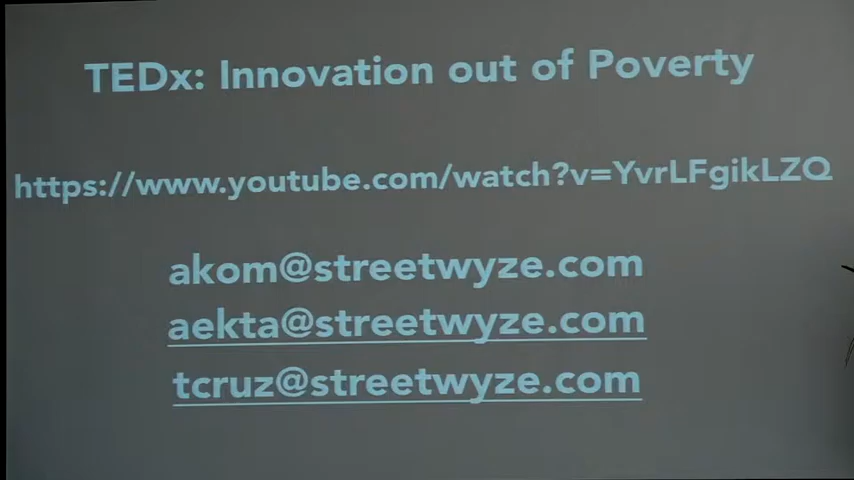 TEDx: Innovation out of Poverty
https://www.youtube.com/watch?v=YvrLFgikLZQ
akom@streetwyze.com
aekta@streetwyze.com
tcruz@streetwyze.com